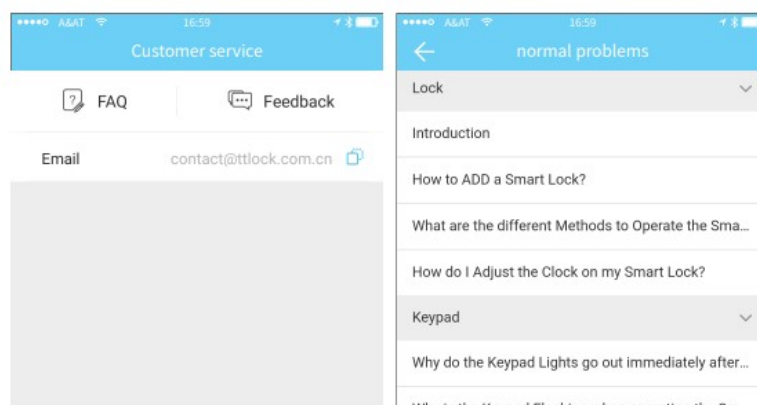 A&AT 16:59
Customer service
FAQ Feedback
Email contact@ttlock.com.cn
A&AT 16:59
normal problems
Lock
Introduction
How to ADD a Smart Lock?
What are the different Methods to Operate the Sma...
How do I Adjust the Clock on my Smart Lock?
Keypad
Why do the Keypad Lights go out immediately after...